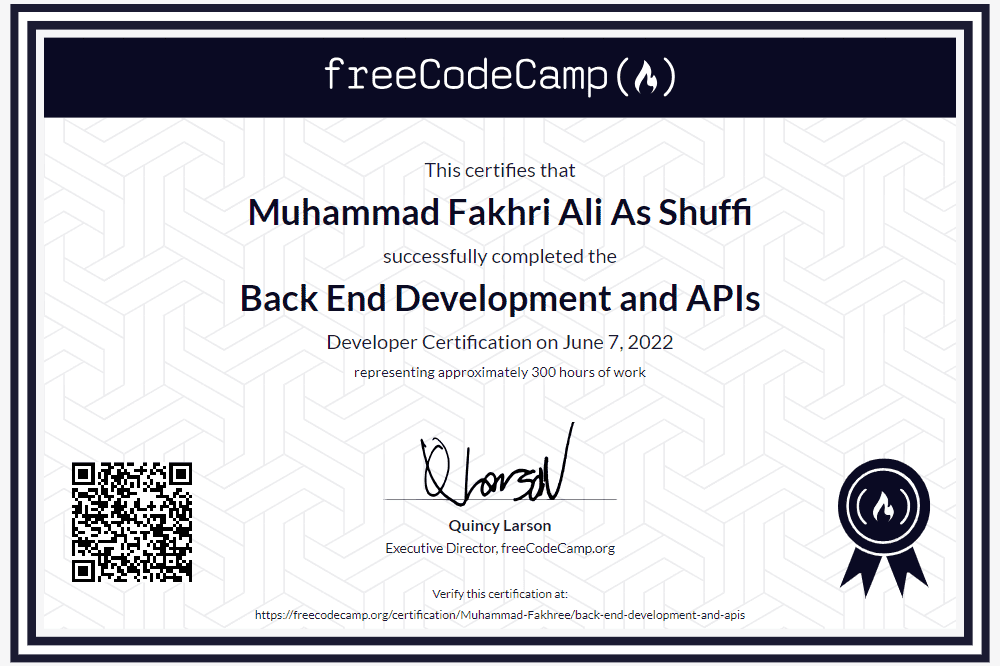 freeCodeCamp
This certifies that
Muhammad Fakhri Ali As Shuffi
successfully completed the
Back End Development and APIs
Developer Certification on June 7, 2022
representing approximately 300 hours of work
Q Larson
Quincy Larson
Executive Director, freeCodeCamp.org
Verify this certification at:
https://freecodecamp.org/certification/Muhammad-Fakhree/back-end-development-and-apis